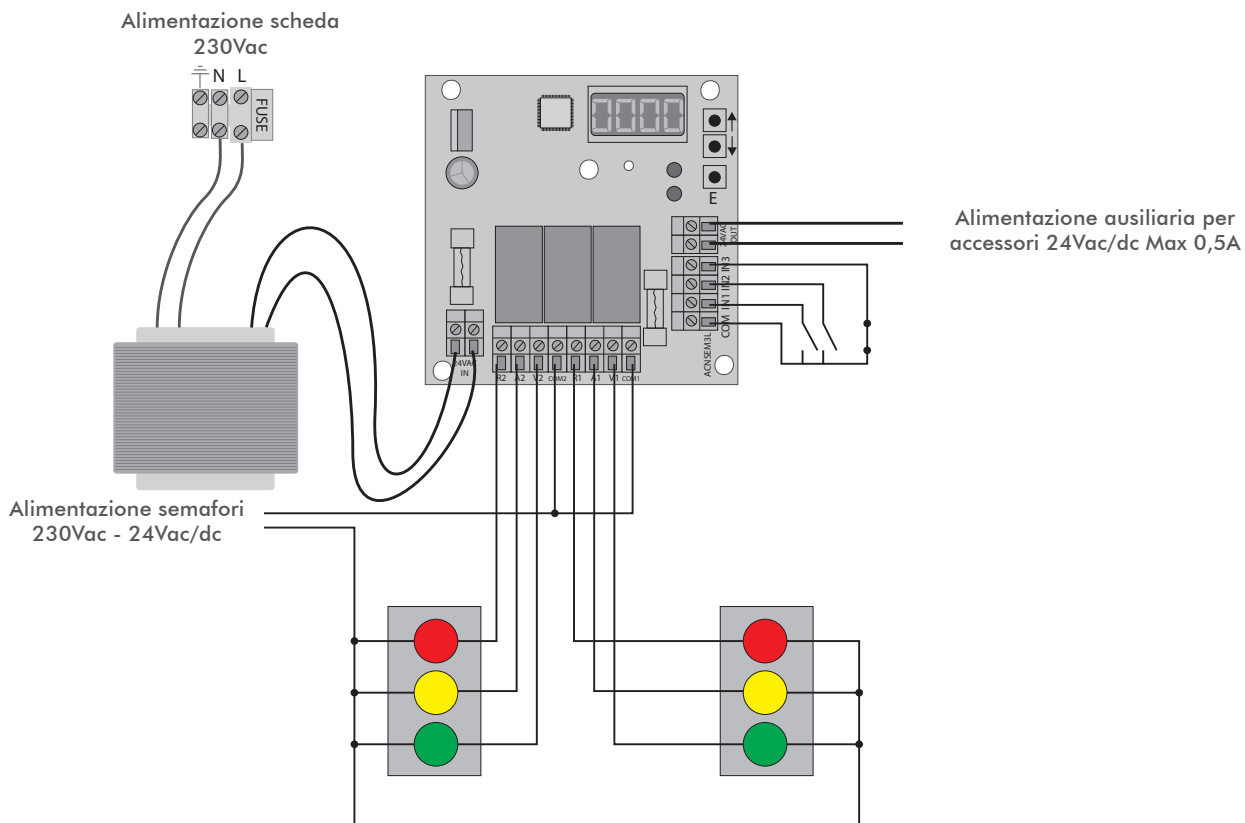 Alimentazione scheda
230Vac
N L
FUSE
0000
E
24VAC
OUT
COM IN1 IN2 IN3
ACNSEM3L
Alimentazione ausiliaria per
accessori 24Vac/dc Max 0,5A
24VAC
IN
R2 A2 V2 COM2 R1 A1 V1 COM1
Alimentazione semafori
230Vac - 24Vac/dc